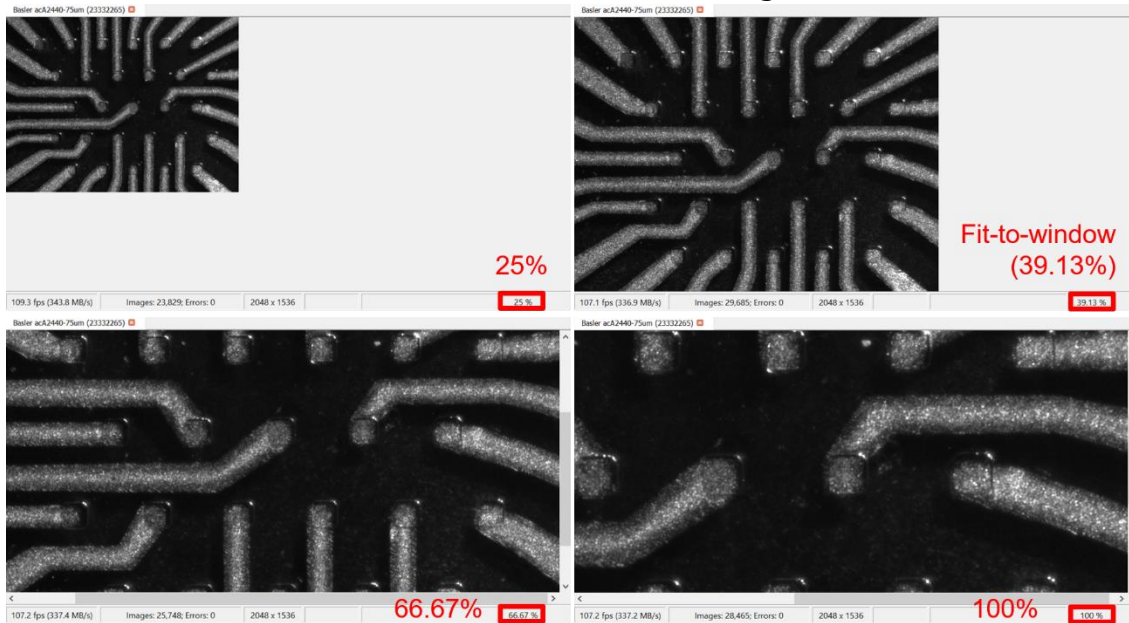 Basler acA2440-75um (23332265)
25%
109.3 fps (343.8 MB/s) Images: 23,829; Errors: 0 2048 x 1536 25 %
Basler acA2440-75um (23332265)
Fit-to-window
(39.13%)
107.1 fps (336.9 MB/s) Images: 29,685; Errors: 0 2048 x 1536 39.13 %
Basler acA2440-75um (23332265)
66.67%
107.2 fps (337.4 MB/s) Images: 25,748; Errors: 0 2048 x 1536 66.67 %
Basler acA2440-75um (23332265)
100%
107.2 fps (337.2 MB/s) Images: 28,465; Errors: 0 2048 x 1536 100 %